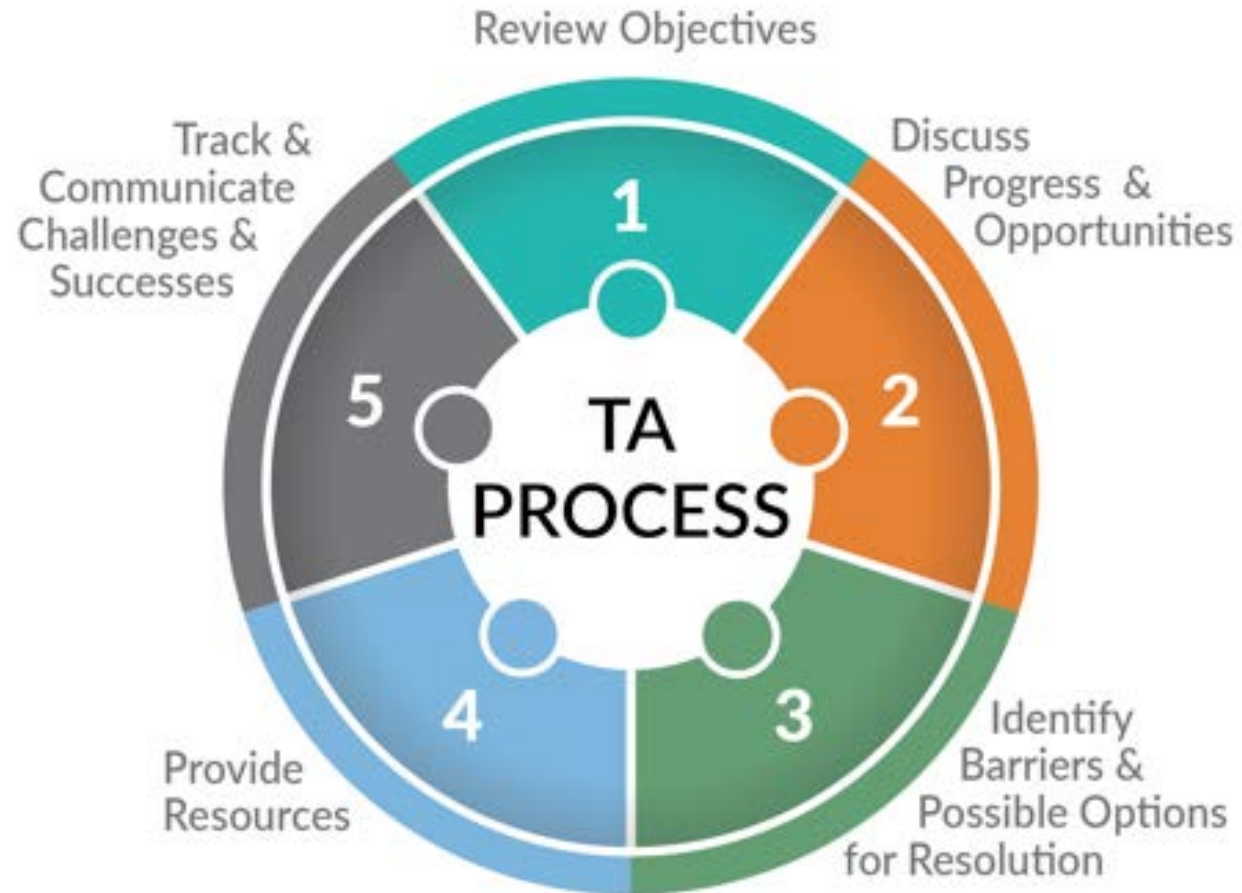 Review Objectives
1
Discuss
Progress &
Opportunities
2
Identify
Barriers &
Possible Options
for Resolution
3
Provide
Resources
4
Track &
Communicate
Challenges &
Successes
5
TA
PROCESS